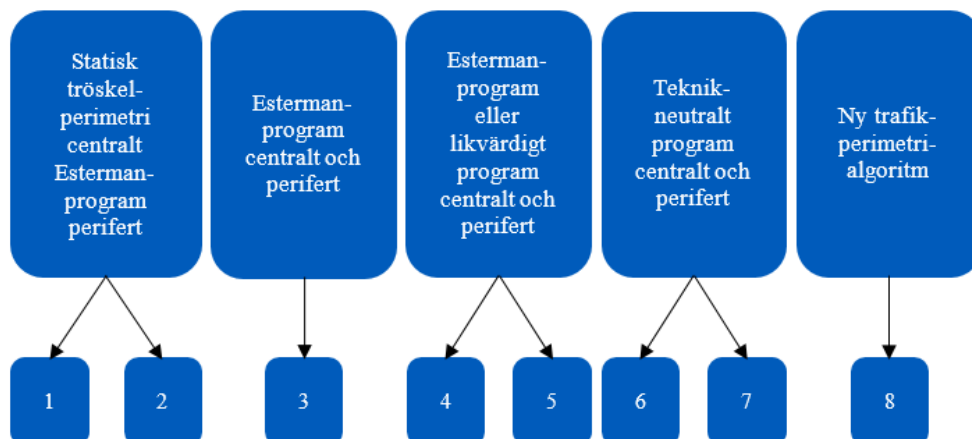 Statisk
tröskel-
perimetri
centralt
Esterman-
program
perifert
Esterman-
program
centralt och
perifert
Esterman-
program
eller
likvärdigt
program
centralt och
perifert
Teknik-
neutralt
program
centralt och
perifert
Ny trafik-
perimetri-
algoritm
1
2
3
4
5
6
7
8